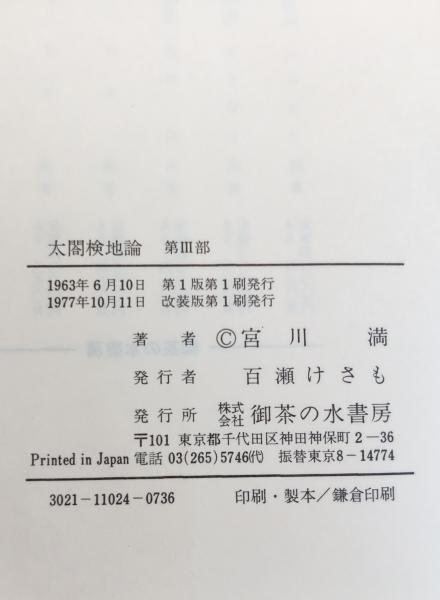 太閤検地論 第Ⅲ部
1963年6月10日 第1版第1刷発行
1977年10月11日 改装版第1刷発行
著者 ©宮川満
発行者 百瀬けさも
発行所 株式会社 御茶の水書房
〒101 東京都千代田区神田神保町2−36
Printed in Japan 電話 03(265)5746(代) 振替東京8−14774
3021−11024−0736 印刷・製本/鎌倉印刷